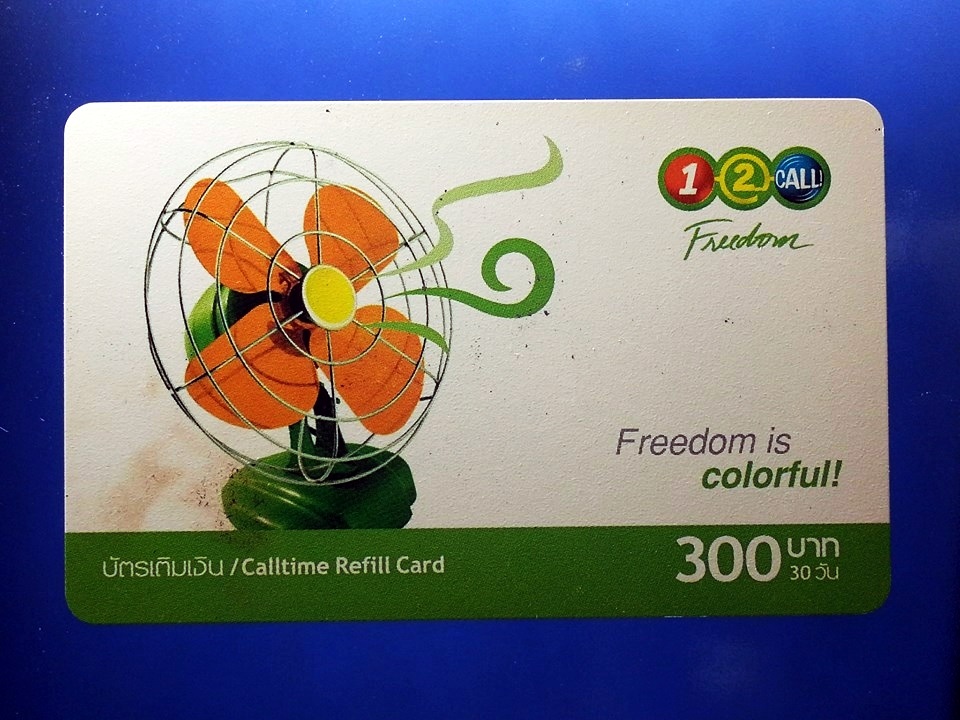 1 2 CALL!
Freedom
Freedom is
colorful!
บัตรเติมเงิน / Calltime Refill Card
300 บาท
30 วัน